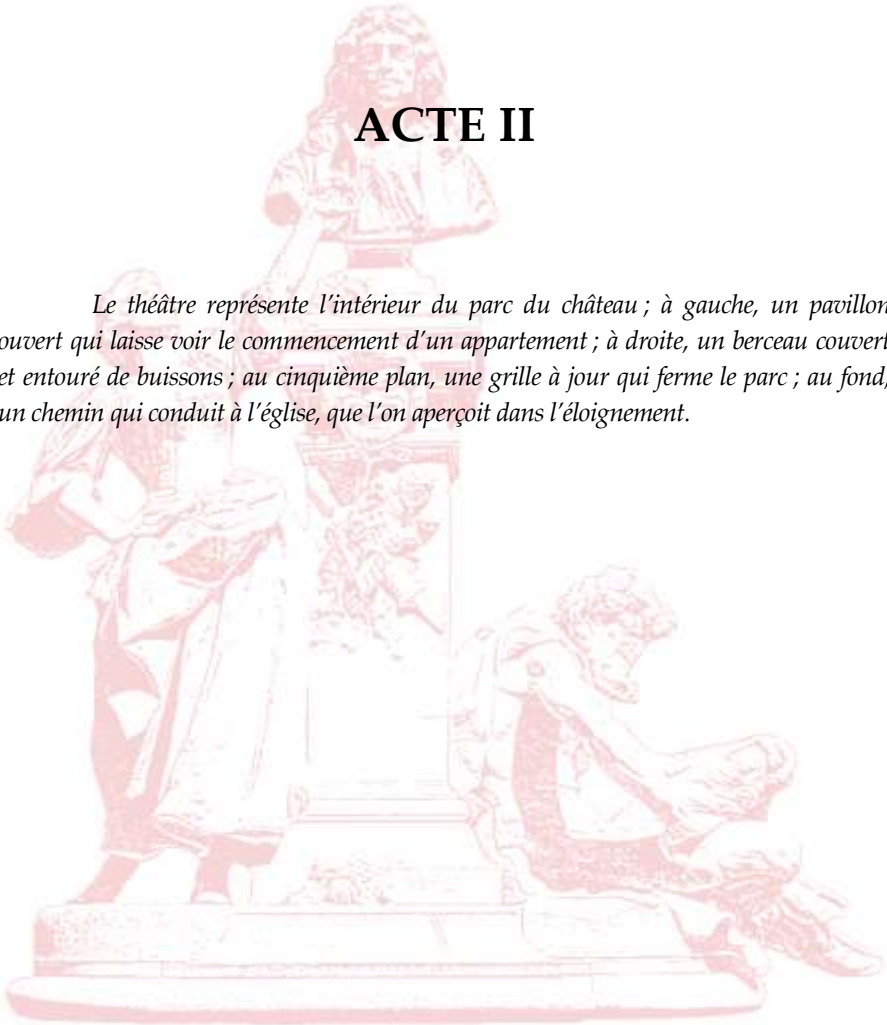 ACTE II
Le théâtre représente l’intérieur du parc du château ; à gauche, un pavillon
ouvert qui laisse voir le commencement d’un appartement ; à droite, un berceau couvert
et entouré de buissons ; au cinquième plan, une grille à jour qui ferme le parc ; au fond,
un chemin qui conduit à l’église, que l’on aperçoit dans l’éloignement.